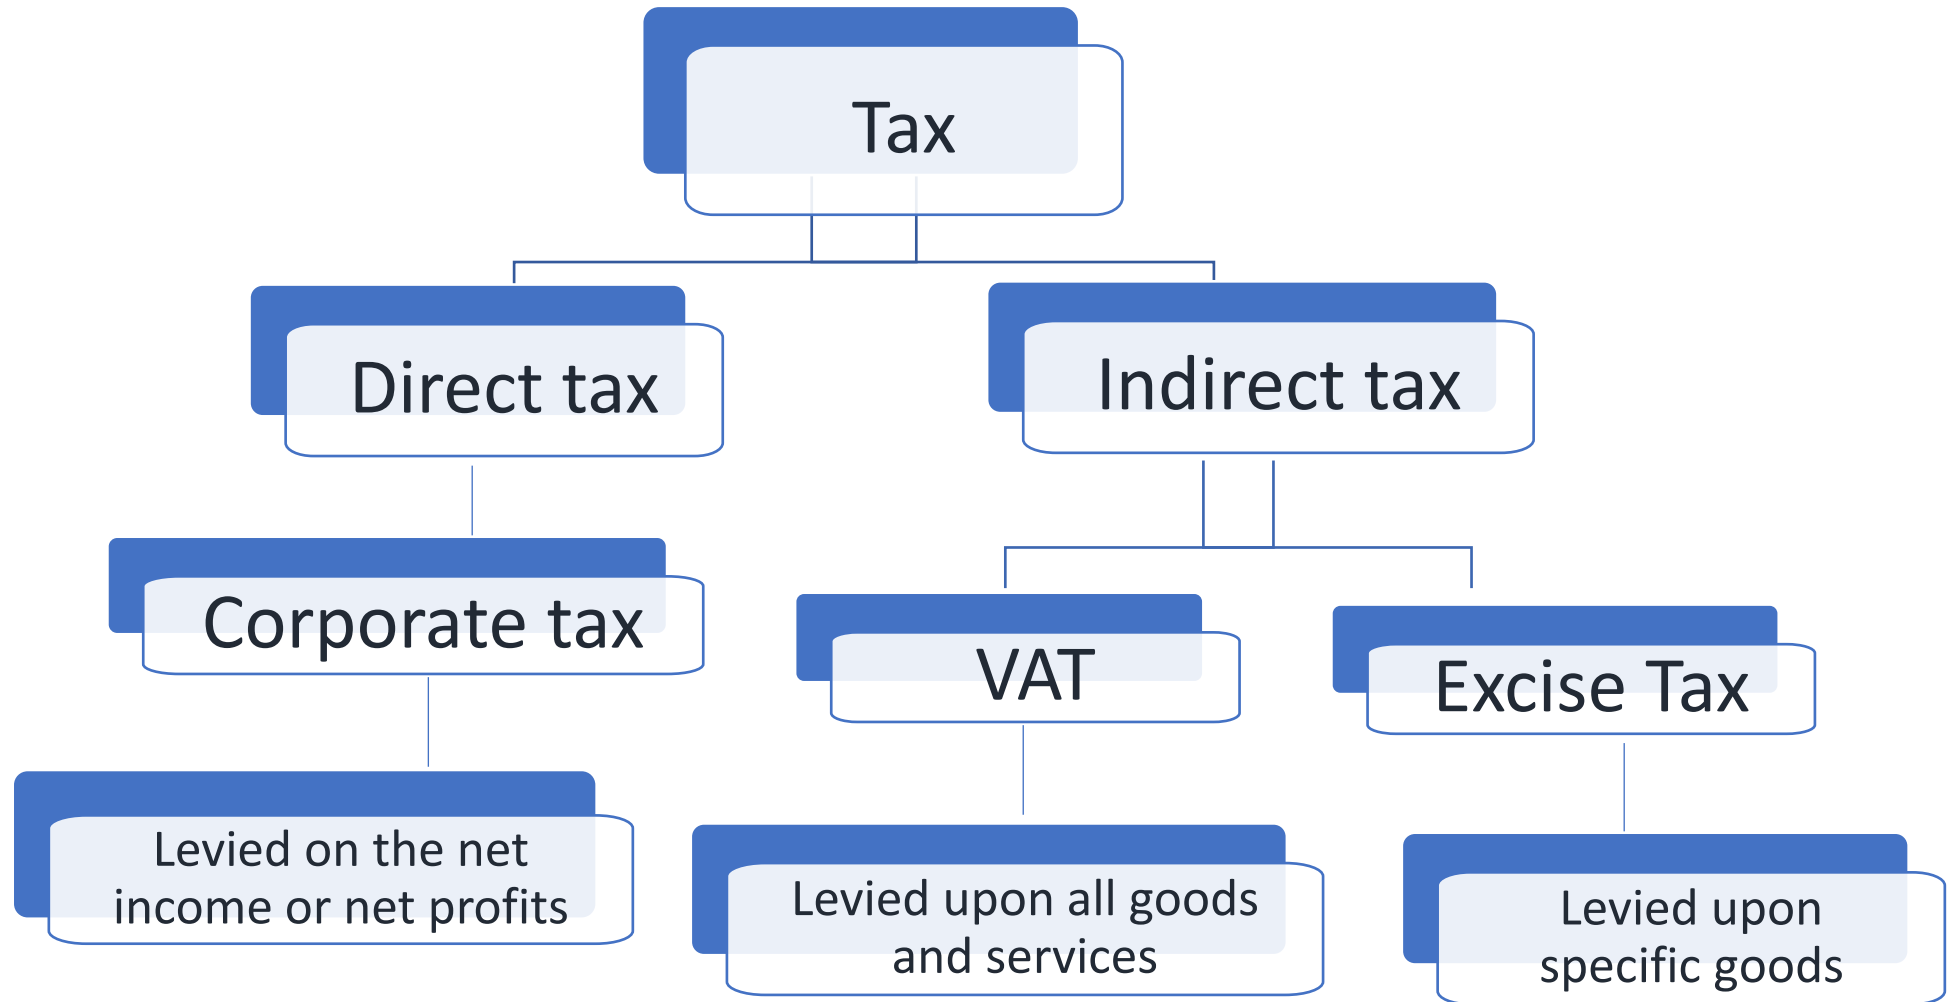 Tax
Direct tax
Indirect tax
Corporate tax
VAT
Excise Tax
Levied on the net
income or net profits
Levied upon all goods
and services
Levied upon
specific goods